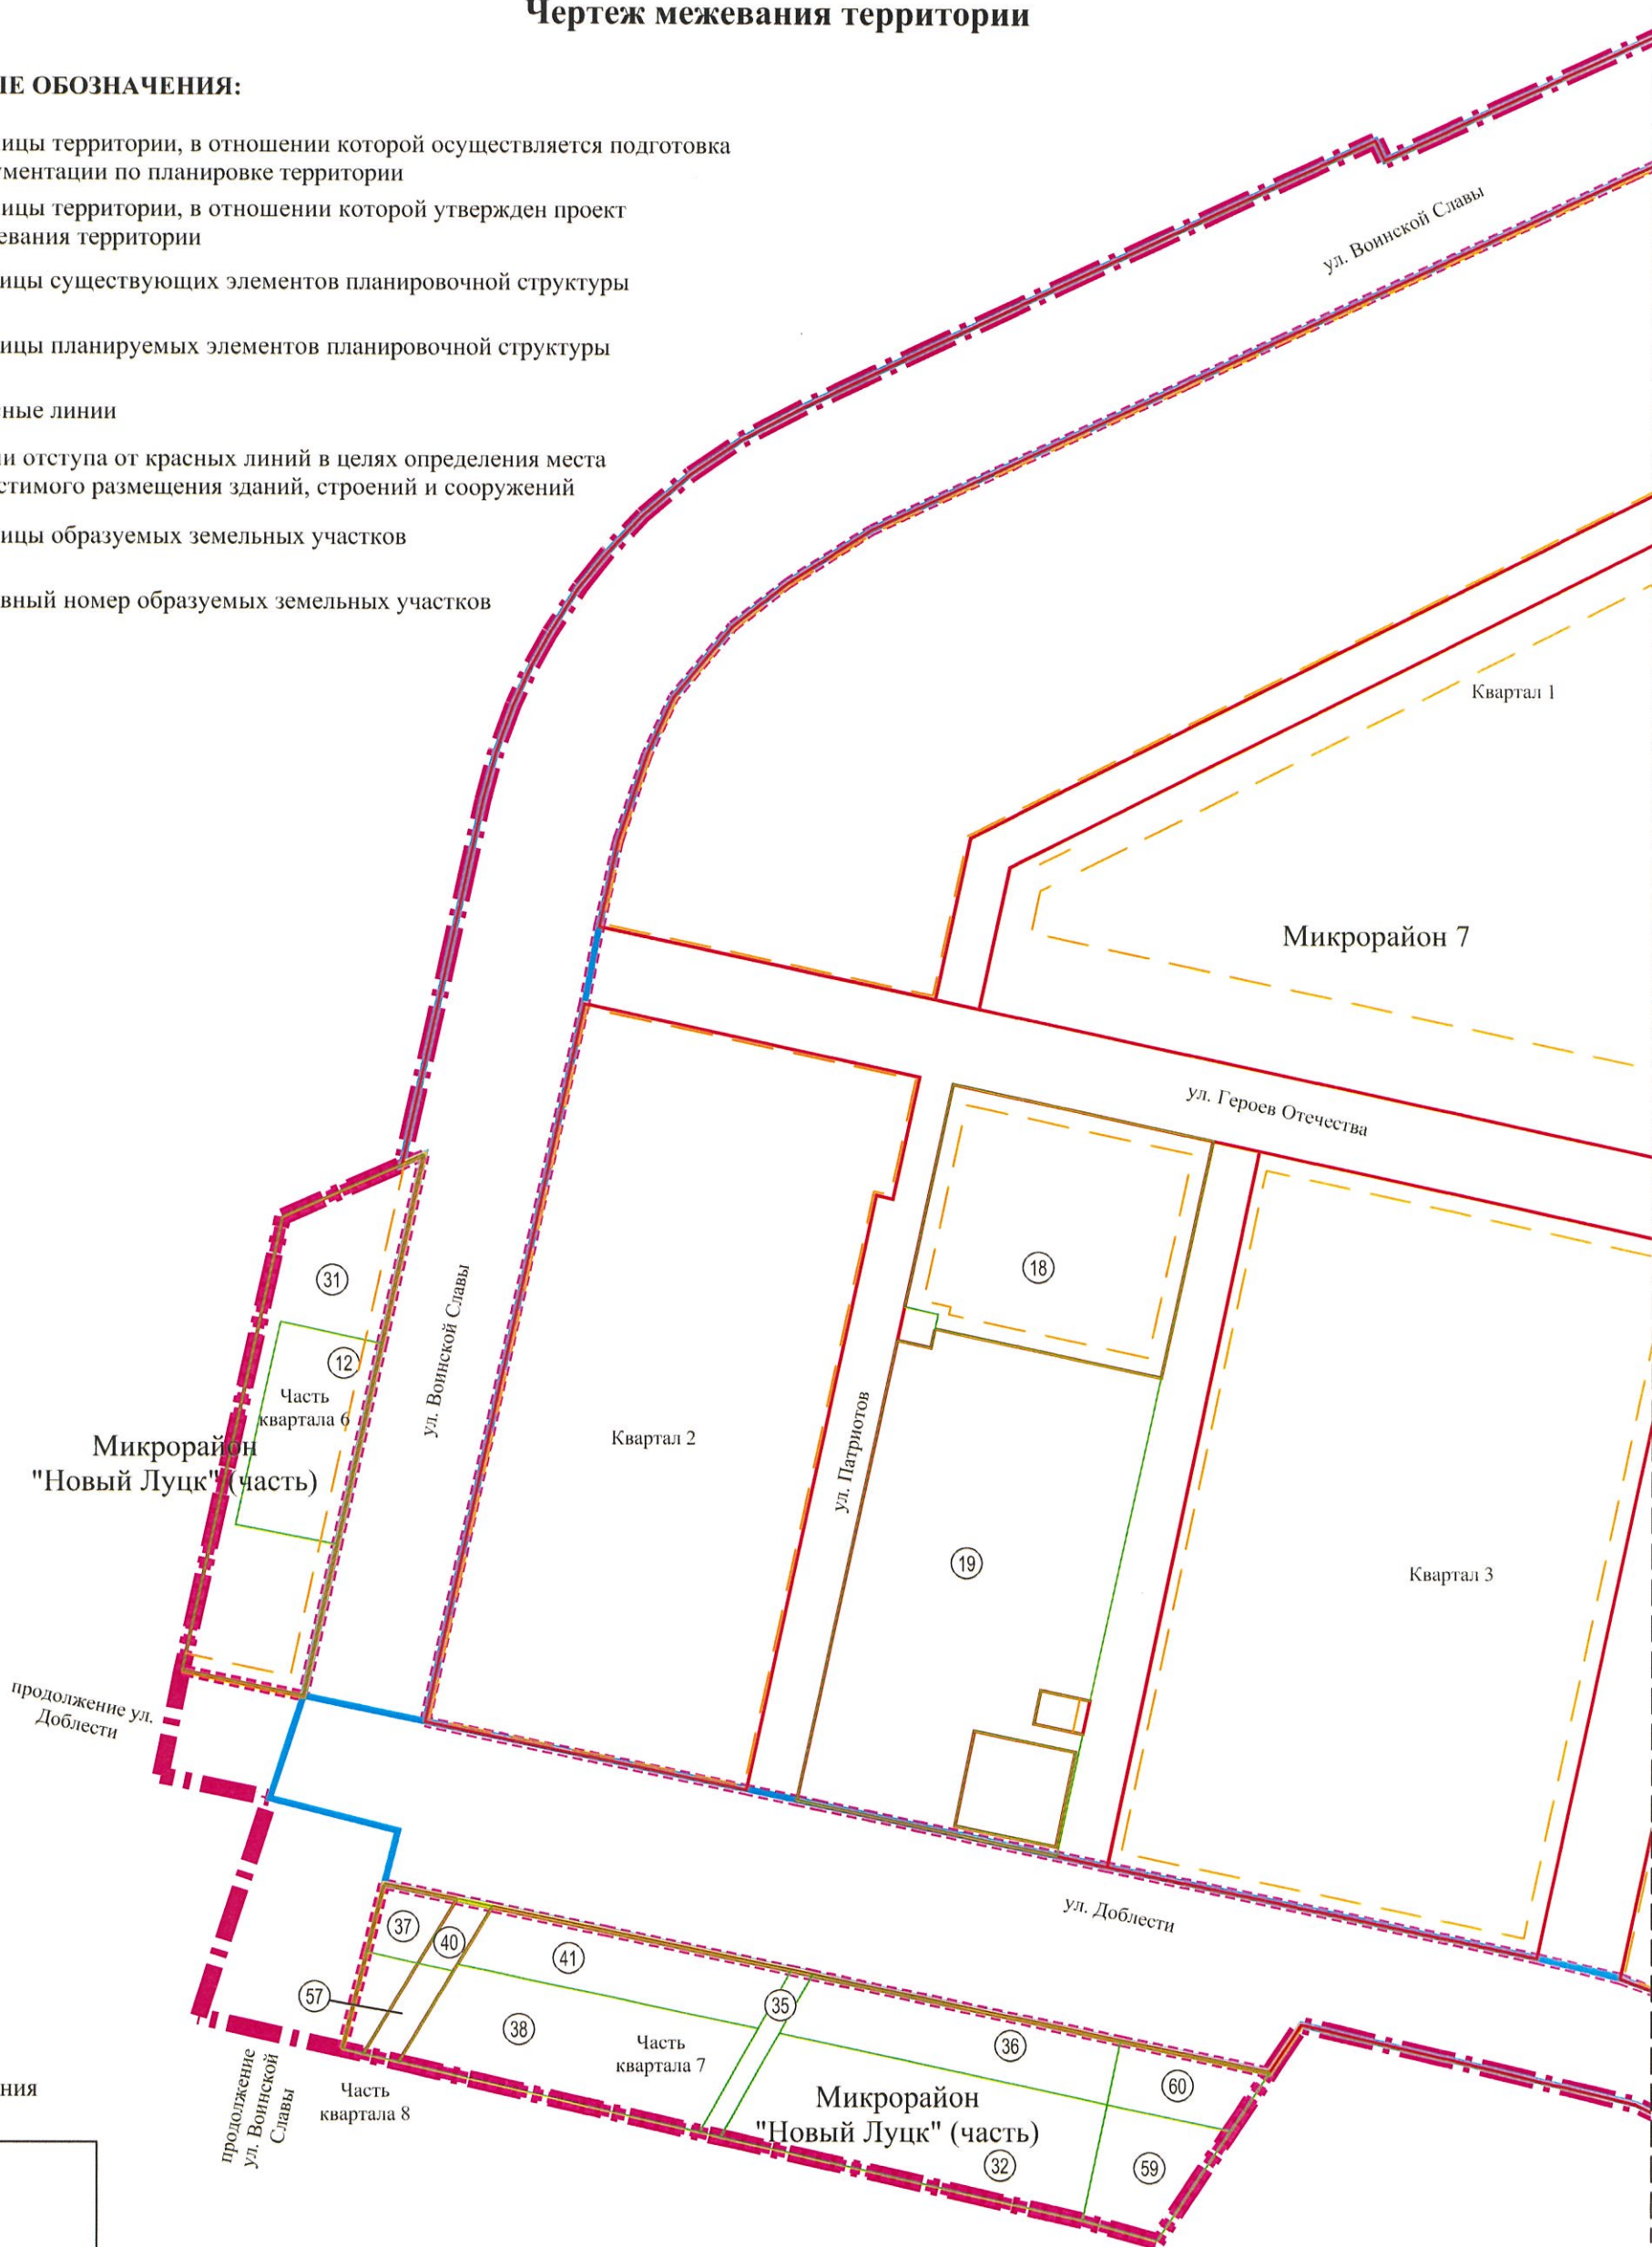 Чертеж межевания территории
ЫЕ ОБОЗНАЧЕНИЯ:
ицы территории, в отношении которой осуществляется подготовка
ументации по планировке территории
ицы территории, в отношении которой утвержден проект
евания территории
ицы существующих элементов планировочной структуры
ицы планируемых элементов планировочной структуры
ные линии
и отступа от красных линий в целях определения места
стимого размещения зданий, строений и сооружений
ицы образуемых земельных участков
вный номер образуемых земельных участков
ул. Воинской Славы
Квартал 1
Микрорайон 7
ул. Героев Отечества
18
31
12
Часть
квартала 6
ул. Воинской Славы
Микрорайон
"Новый Луцк" (часть)
Квартал 2
ул. Патриотов
19
Квартал 3
продолжение ул.
Доблести
ул. Доблести
37
40
41
57
38
35
36
Часть
квартала 7
60
продолжение
ул. Воинской
Славы
Часть
квартала 8
Микрорайон
"Новый Луцк" (часть)
32
59
ния